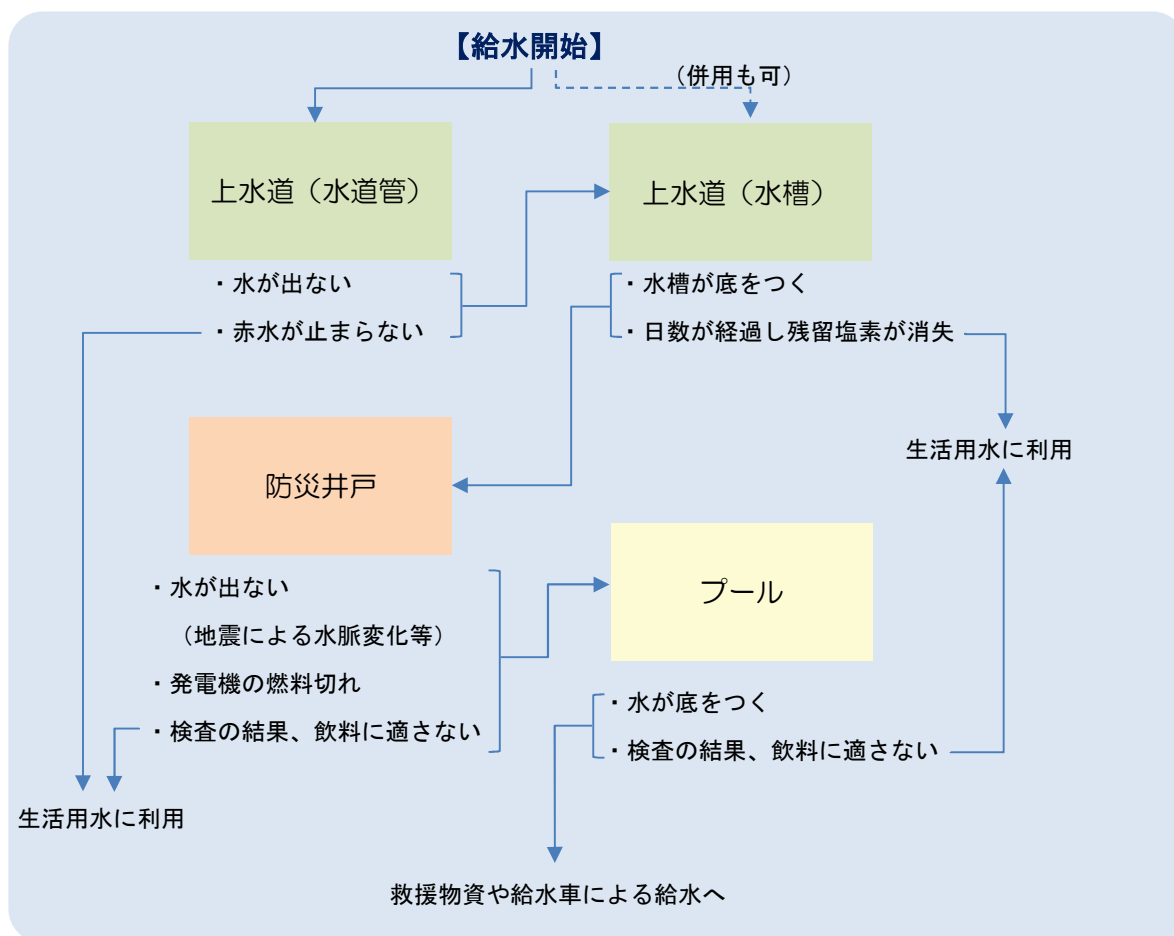 【給水開始】
（併用も可）
上水道（水道管）
上水道（水槽）
・水が出ない
・赤水が止まらない
・水槽が底をつく
・日数が経過し残留塩素が消失
生活用水に利用
防災井戸
プール
・水が出ない
（地震による水脈変化等）
・発電機の燃料切れ
・検査の結果、飲料に適さない
・水が底をつく
・検査の結果、飲料に適さない
生活用水に利用
救援物資や給水車による給水へ